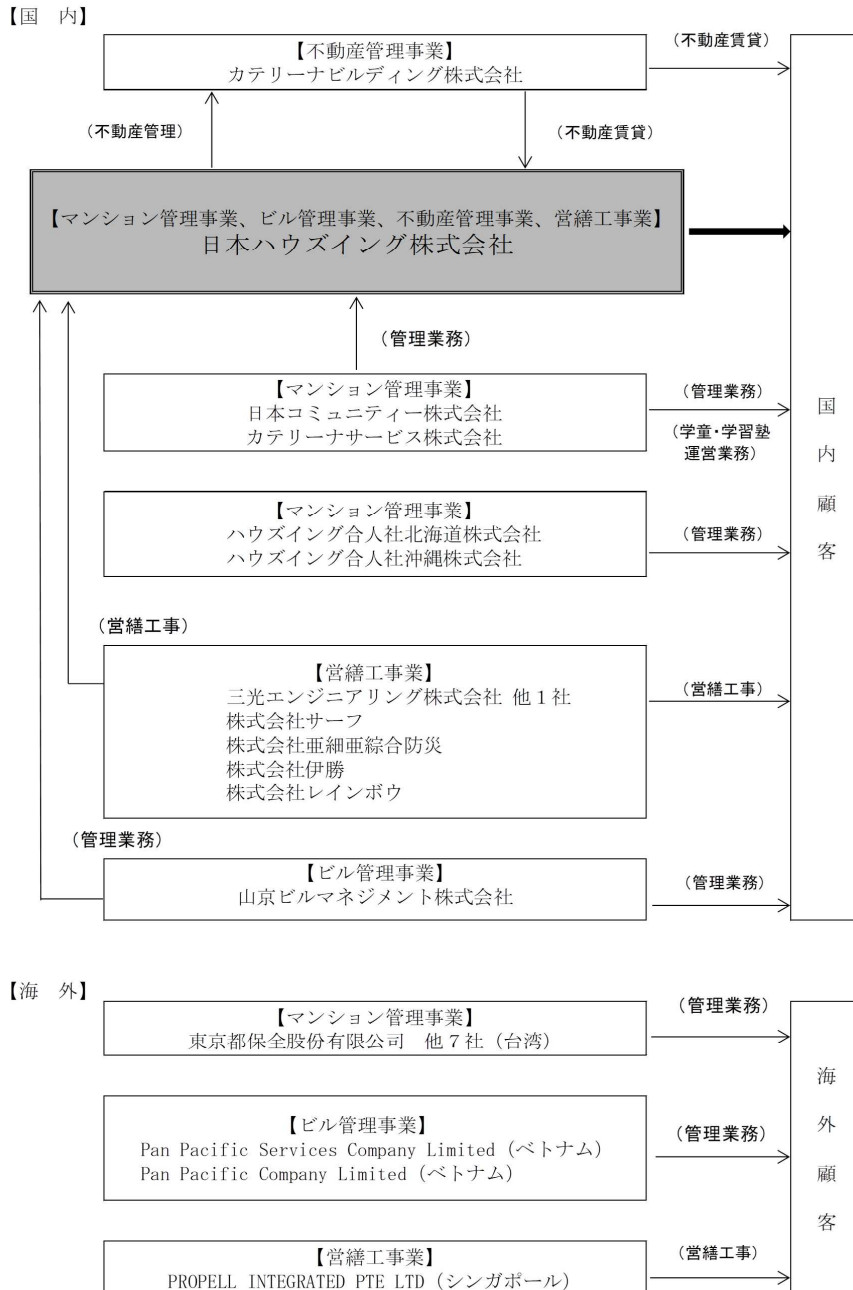 【国　内】
（不動産賃貸）
【不動産管理事業】
カテリーナビルディング株式会社
（不動産管理）
（不動産賃貸）
【マンション管理事業、ビル管理事業、不動産管理事業、営繕工事業】
日本ハウズイング株式会社
（管理業務）
【マンション管理事業】
日本コミュニティー株式会社
カテリーナサービス株式会社
（管理業務）
（学童・学習塾
運営業務）
【マンション管理事業】
ハウズイング合人社北海道株式会社
ハウズイング合人社沖縄株式会社
（管理業務）
（営繕工事）
【営繕工事業】
三光エンジニアリング株式会社 他１社
株式会社サーフ
株式会社亜細亜綜合防災
株式会社伊勝
株式会社レインボウ
（営繕工事）
（管理業務）
【ビル管理事業】
山京ビルマネジメント株式会社
（管理業務）
国
内
顧
客
【海　外】
【マンション管理事業】
東京都保全股份有限公司　他７社（台湾）
（管理業務）
【ビル管理事業】
Pan Pacific Services Company Limited（ベトナム）
Pan Pacific Company Limited（ベトナム）
（管理業務）
【営繕工事業】
PROPELL INTEGRATED PTE LTD（シンガポール）
（営繕工事）
海
外
顧
客